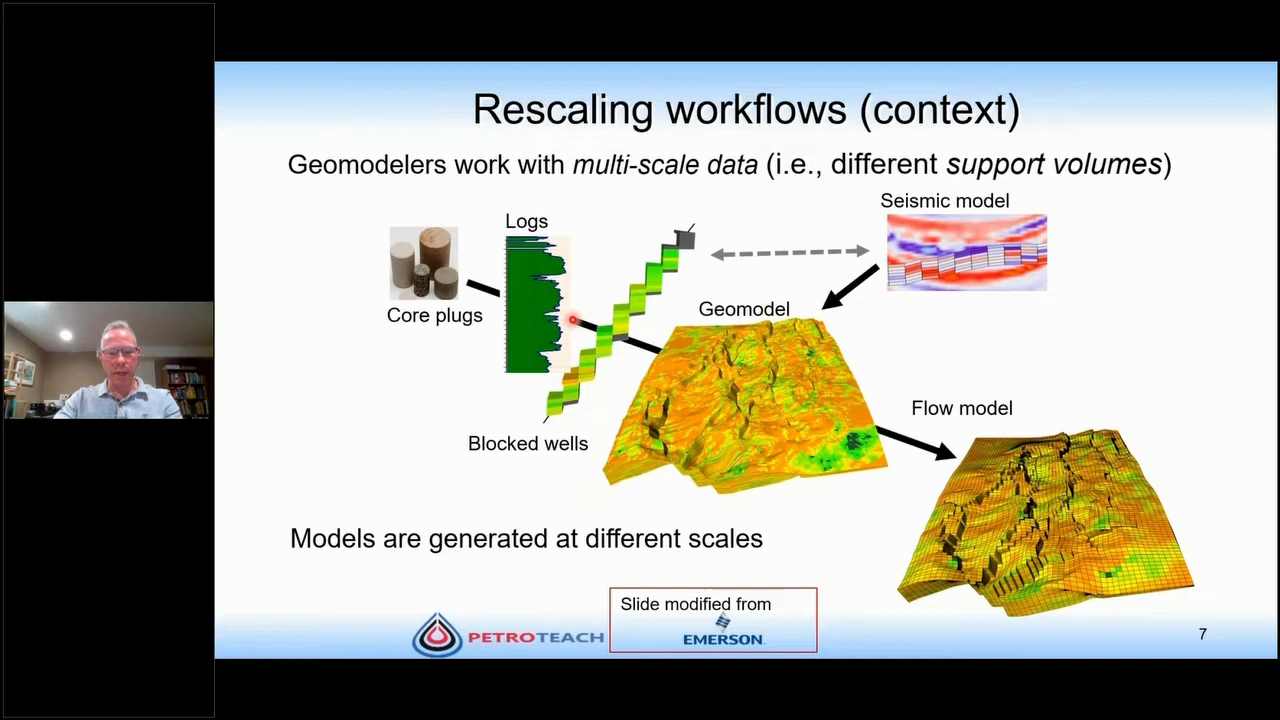 Rescaling workflows (context)
Geomodelers work with multi-scale data (i.e., different support volumes)
Seismic model
Logs
Core plugs
Geomodel
Flow model
Blocked wells
Models are generated at different scales
Slide modified from
PETROTEACH
EMERSON
7